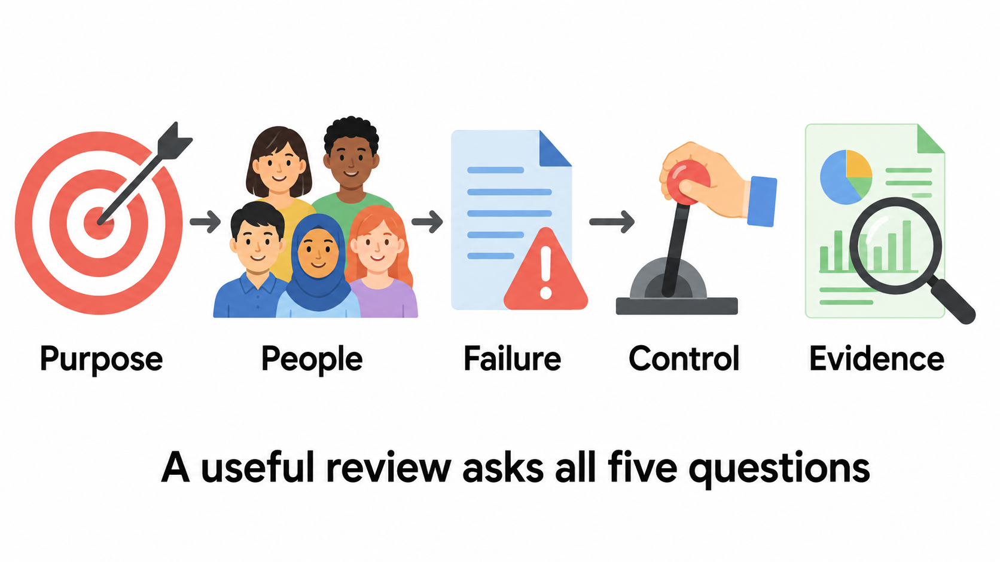 Purpose
People
Failure
Control
Evidence
A useful review asks all five questions